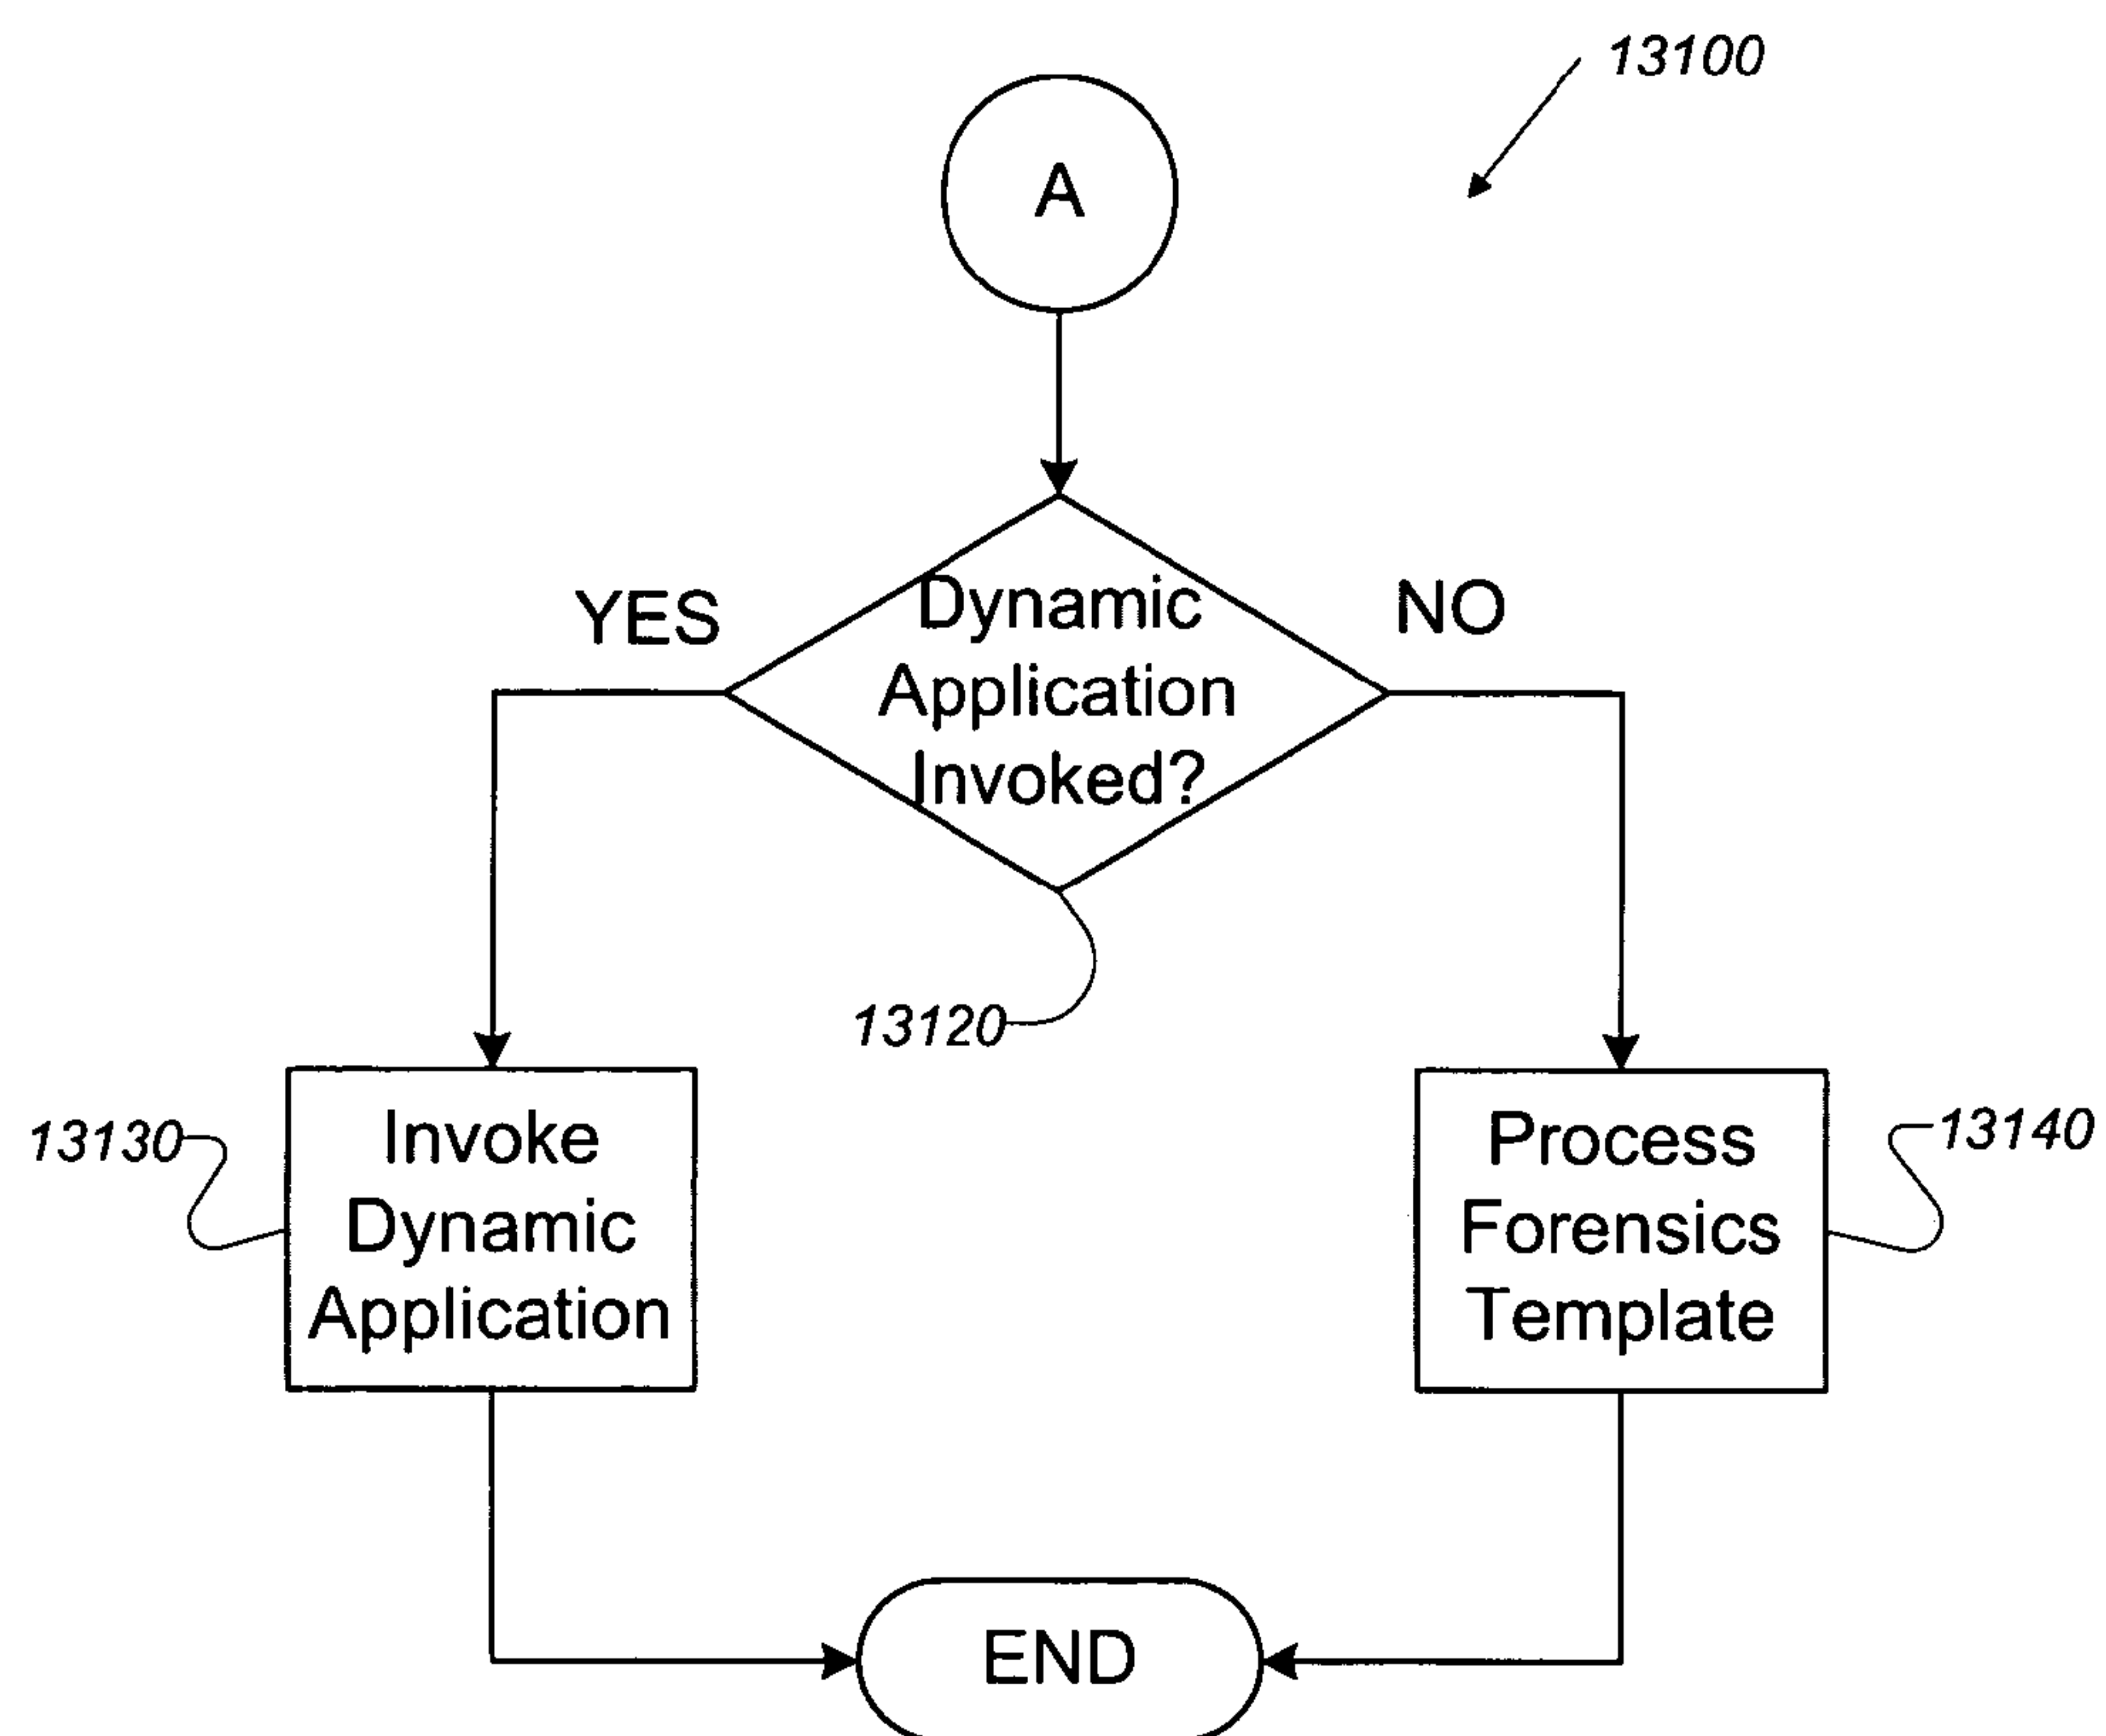 13100
A
YES
NO
Dynamic
Application
Invoked?
13120
13130
Invoke
Dynamic
Application
Process
Forensics
Template
13140
END